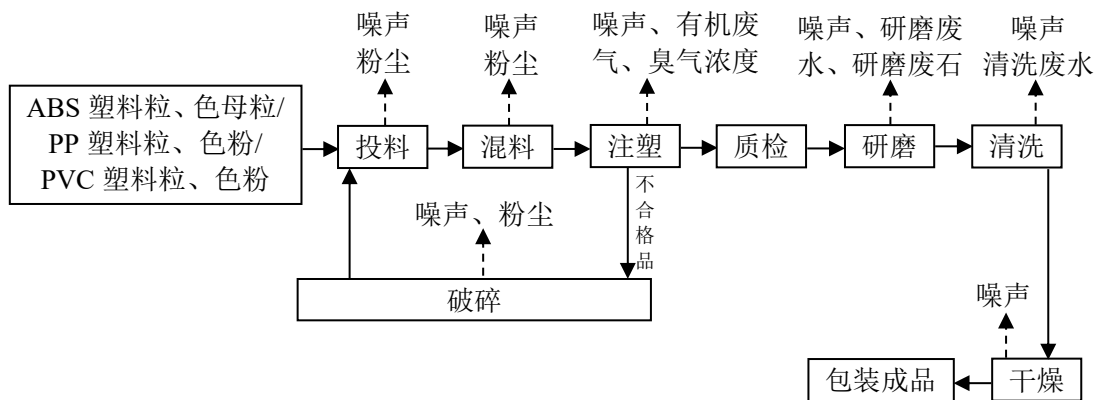 噪声
粉尘
噪声
粉尘
噪声、有机废
气、臭气浓度
噪声、研磨废
水、研磨废石
噪声
清洗废水
ABS 塑料粒、色母粒/
PP 塑料粒、色粉/
PVC 塑料粒、色粉
投料
混料
注塑
质检
研磨
清洗
不合格品
噪声、粉尘
破碎
噪声
包装成品
干燥